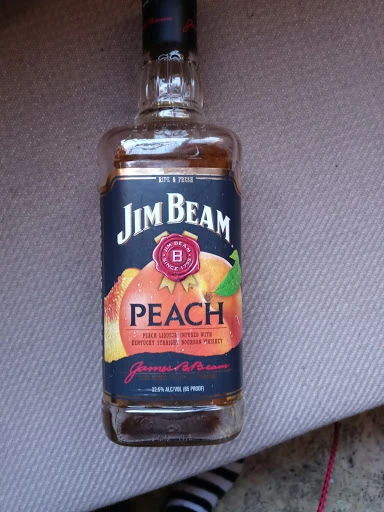 RIPE & FRESH
JIM BEAM
JIM BEAM
B
SINCE 1795
PEACH
PEACH LIQUEUR INFUSED WITH
KENTUCKY STRAIGHT BOURBON WHISKEY
James B. Beam
32.5% ALC/VOL (65 PROOF)